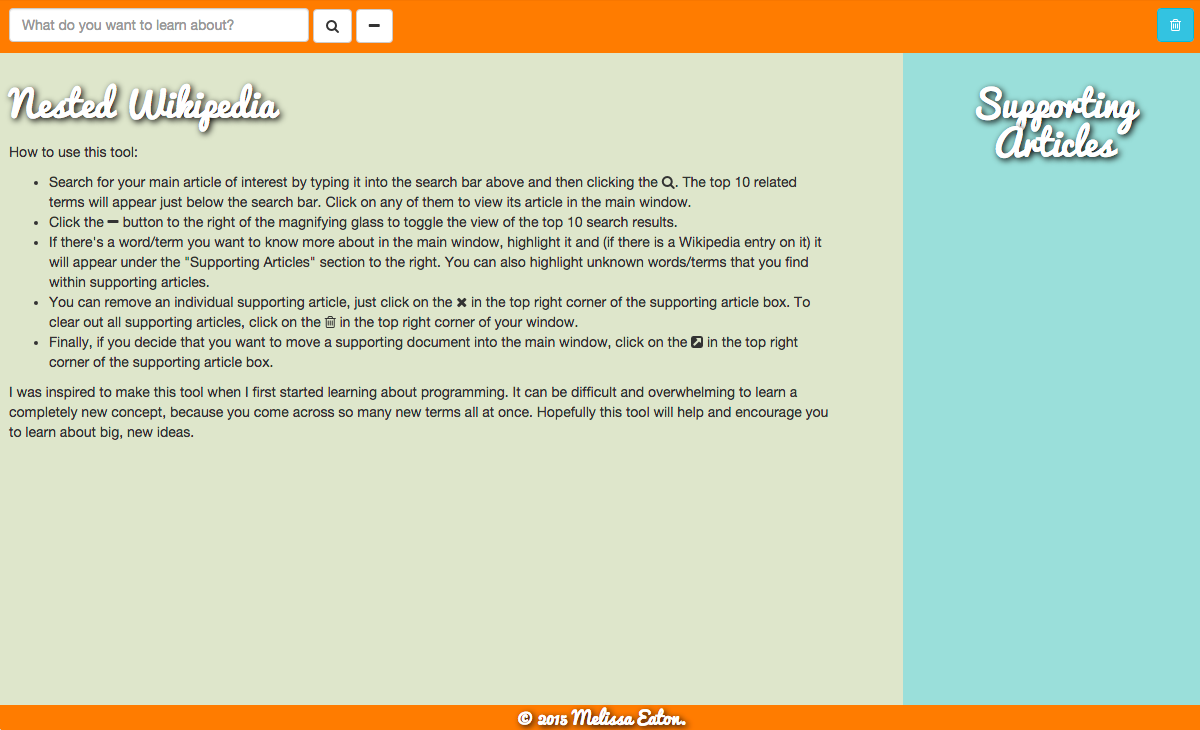 What do you want to learn about?
Nested Wikipedia
Supporting
Articles
How to use this tool:
• Search for your main article of interest by typing it into the search bar above and then clicking the . The top 10 related
terms will appear just below the search bar. Click on any of them to view its article in the main window.
• Click the button to the right of the magnifying glass to toggle the view of the top 10 search results.
• If there's a word/term you want to know more about in the main window, highlight it and (if there is a Wikipedia entry on it) it
will appear under the "Supporting Articles" section to the right. You can also highlight unknown words/terms that you find
within supporting articles.
• You can remove an individual supporting article, just click on the in the top right corner of the supporting article box. To
clear out all supporting articles, click on the in the top right corner of your window.
• Finally, if you decide that you want to move a supporting document into the main window, click on the in the top right
corner of the supporting article box.
I was inspired to make this tool when I first started learning about programming. It can be difficult and overwhelming to learn a
completely new concept, because you come across so many new terms all at once. Hopefully this tool will help and encourage you
to learn about big, new ideas.
© 2015 Melissa Eaton.